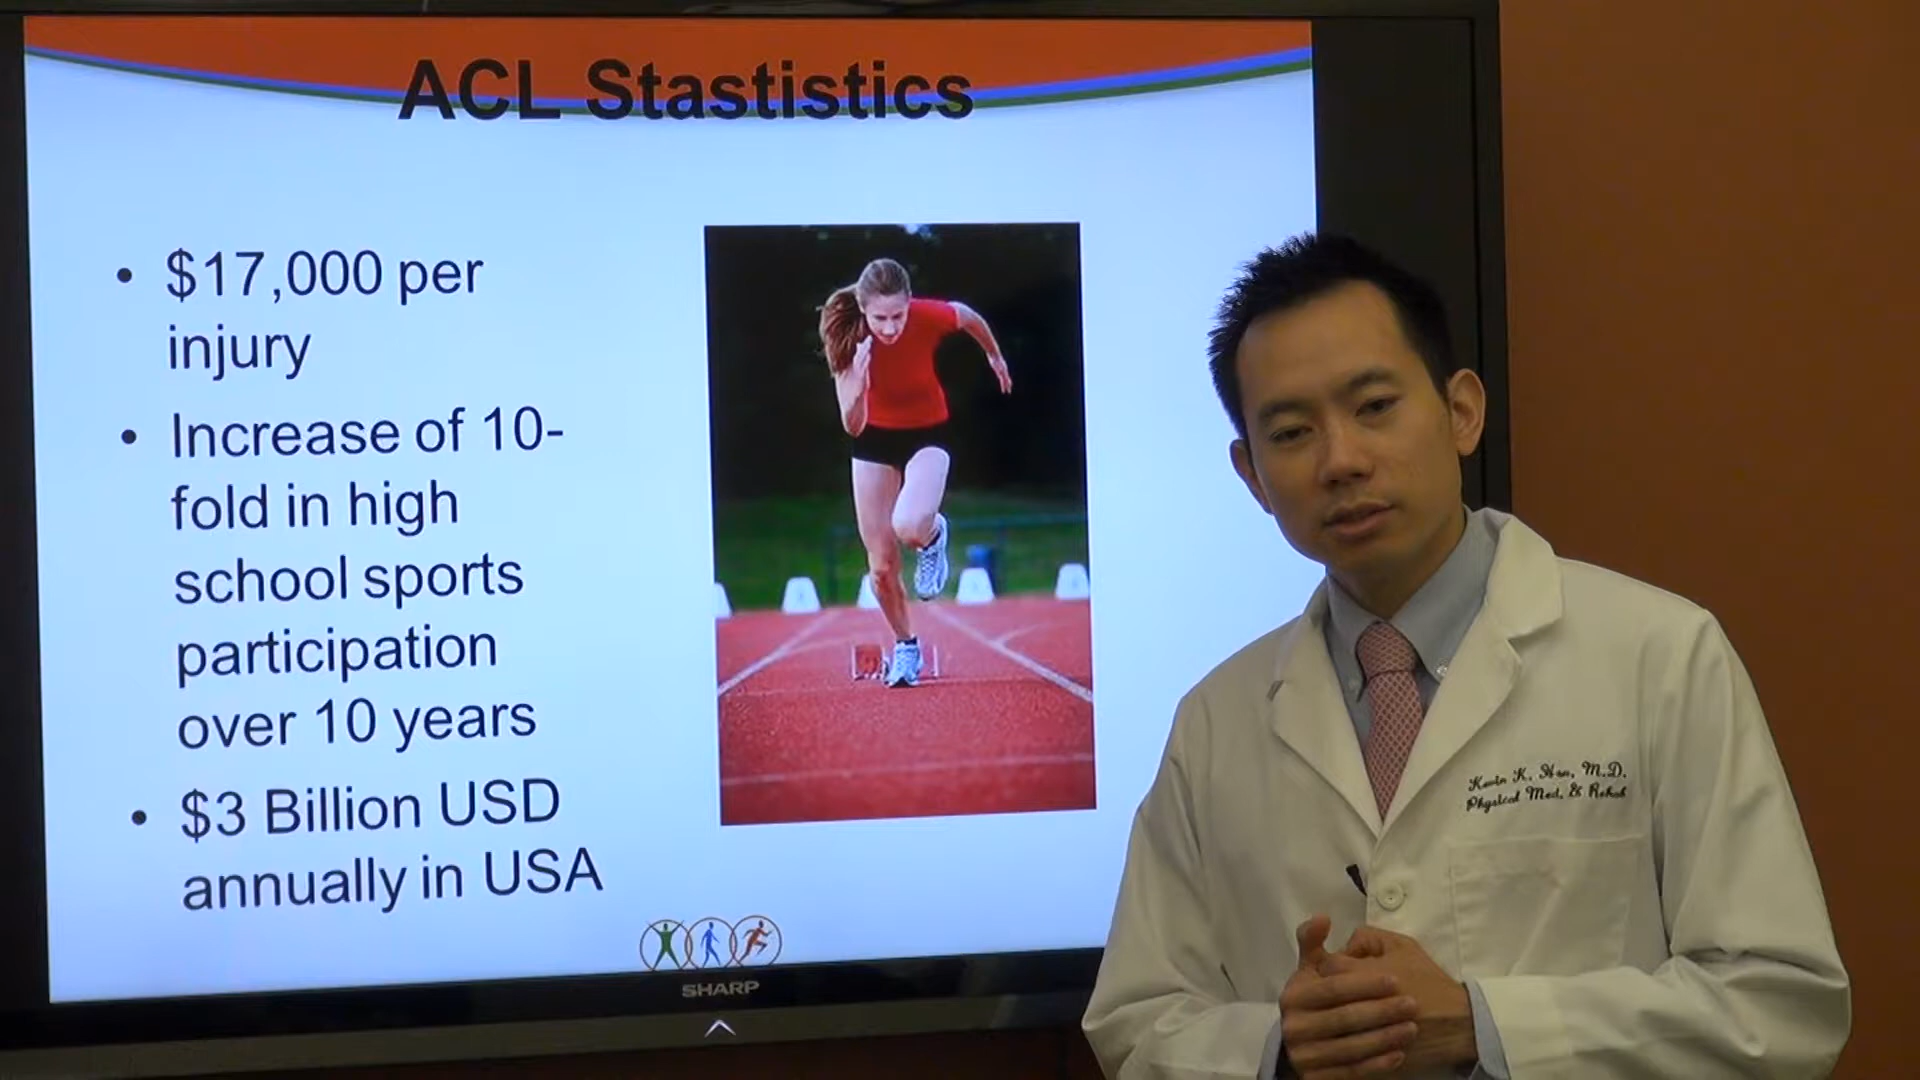 ACL Stastistics
• $17,000 per
injury
• Increase of 10-
fold in high
school sports
participation
over 10 years
• $3 Billion USD
annually in USA
SHARP
Kevin K. M.D.
Physical Med. & Rehab